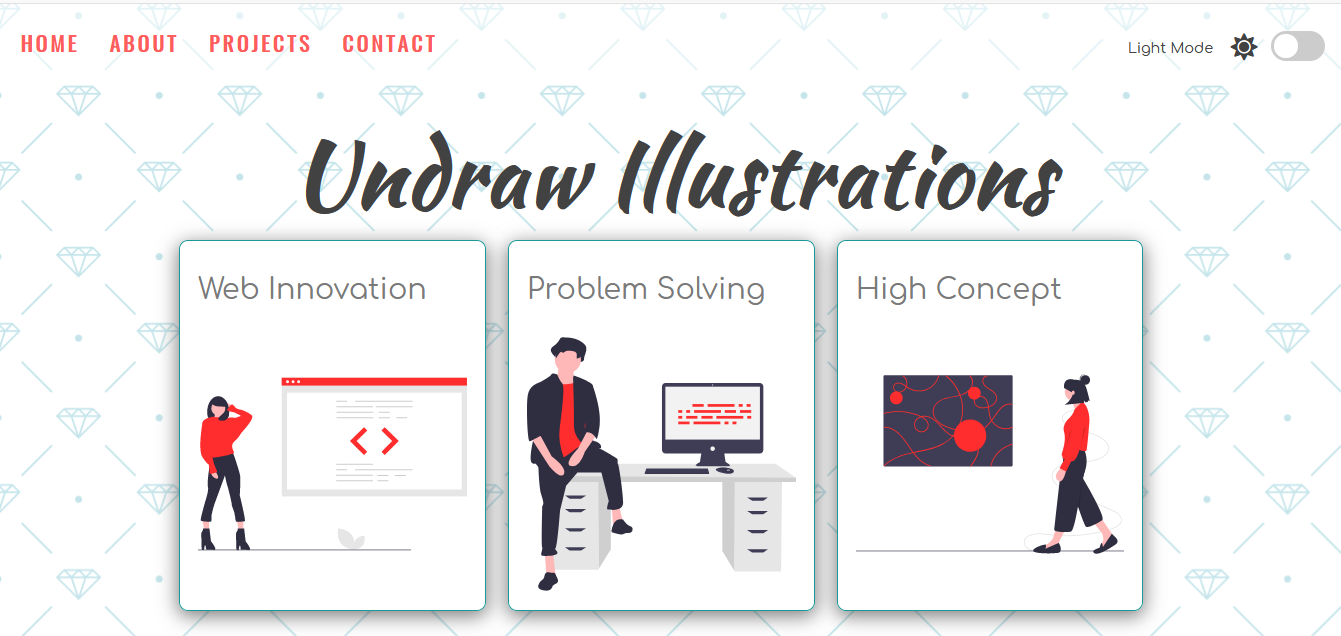 HOME ABOUT PROJECTS CONTACT
Light Mode
Undraw Illustrations
Web Innovation
Problem Solving
High Concept